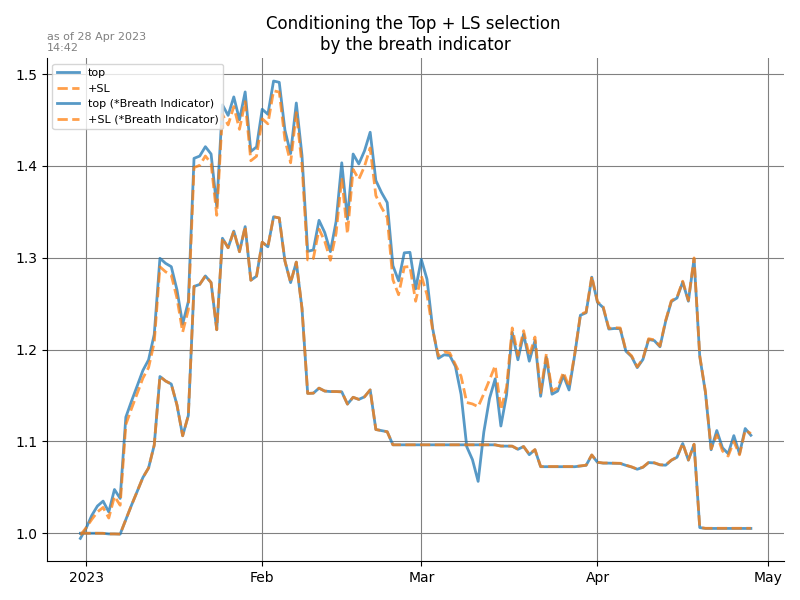 Conditioning the Top + LS selection
by the breath indicator
as of 28 Apr 2023
14:42
top
+SL
top (*Breath Indicator)
+SL (*Breath Indicator)
1.5
1.4
1.3
1.2
1.1
1.0
2023 Feb Mar Apr May